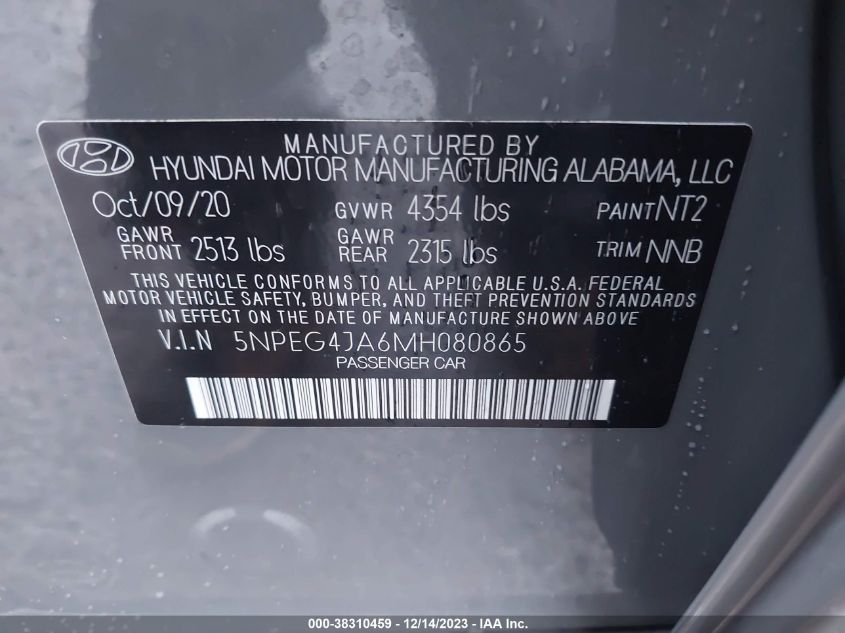 MANUFACTURED BY
HYUNDAI MOTOR MANUFACTURING ALABAMA, LLC
Oct/09/20 GVWR 4354 lbs PAINT NT2
GAWR FRONT 2513 lbs GAWR REAR 2315 lbs TRIM NNB
THIS VEHICLE CONFORMS TO ALL APPLICABLE U.S.A. FEDERAL
MOTOR VEHICLE SAFETY, BUMPER, AND THEFT PREVENTION STANDARDS
IN EFFECT ON THE DATE OF MANUFACTURE SHOWN ABOVE.
V.I.N 5NPEG4JA6MH080865
PASSENGER CAR
000-38310459 - 12/14/2023 - IAA Inc.